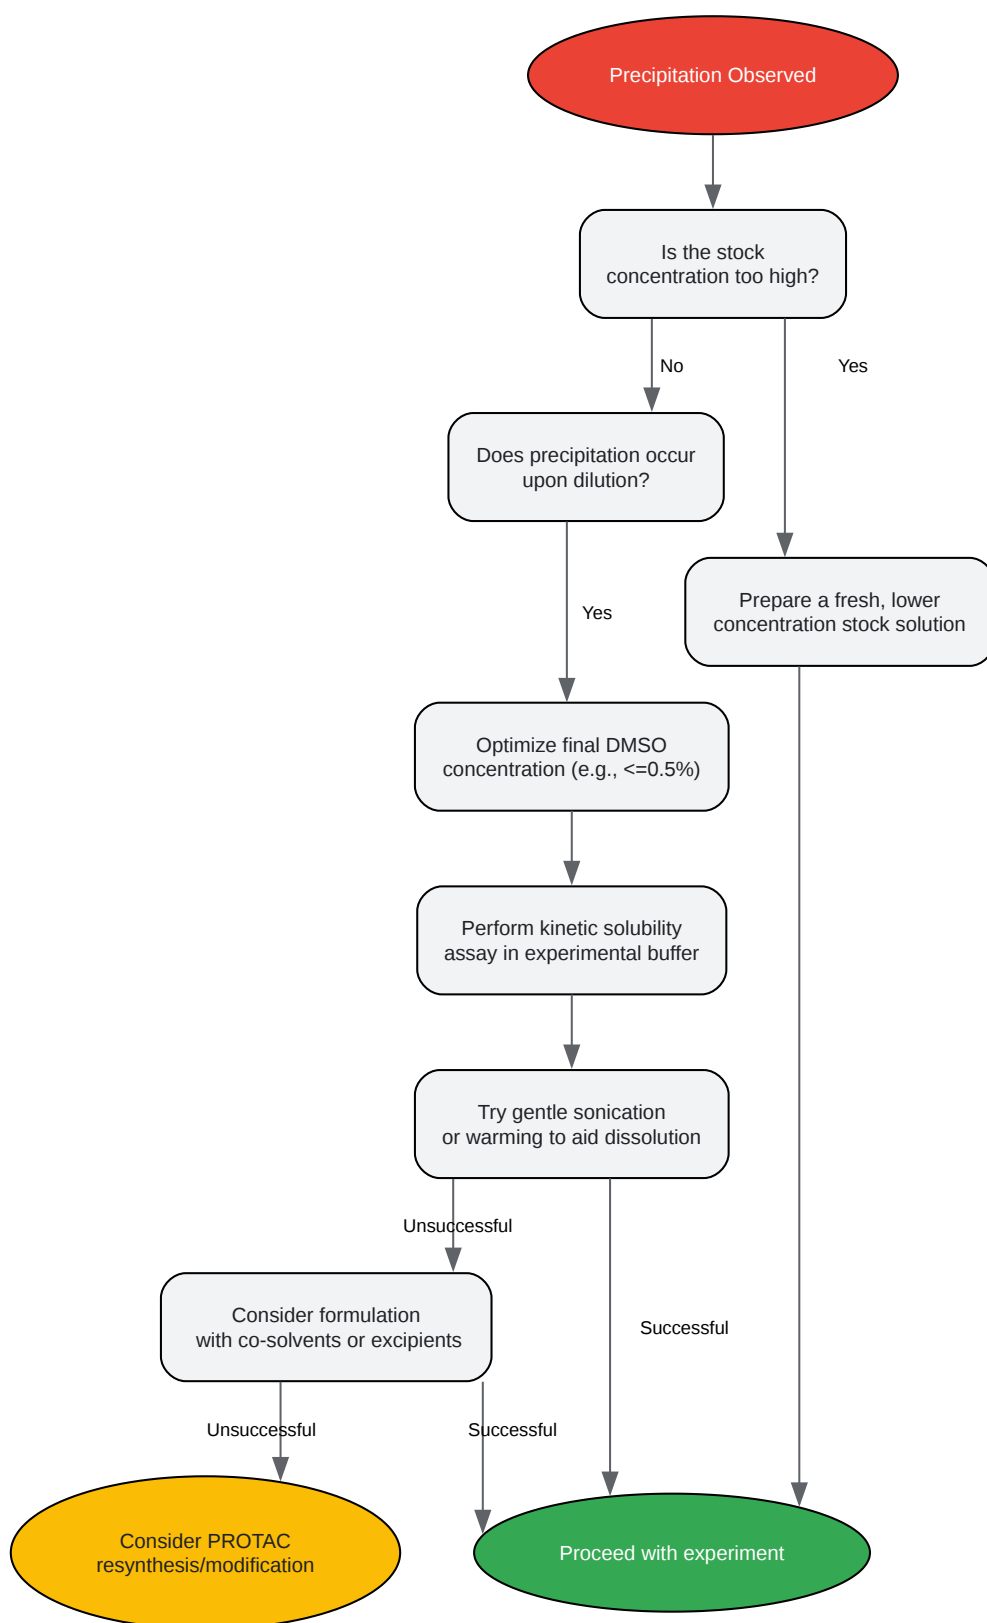 Precipitation Observed
Is the stock
concentration too high?
No
Yes
Does precipitation occur
upon dilution?
Prepare a fresh, lower
concentration stock solution
Yes
Optimize final DMSO
concentration (e.g., <=0.5%)
Perform kinetic solubility
assay in experimental buffer
Try gentle sonication
or warming to aid dissolution
Unsuccessful
Consider formulation
with co-solvents or excipients
Successful
Unsuccessful
Successful
Consider PROTAC
resynthesis/modification
Proceed with experiment